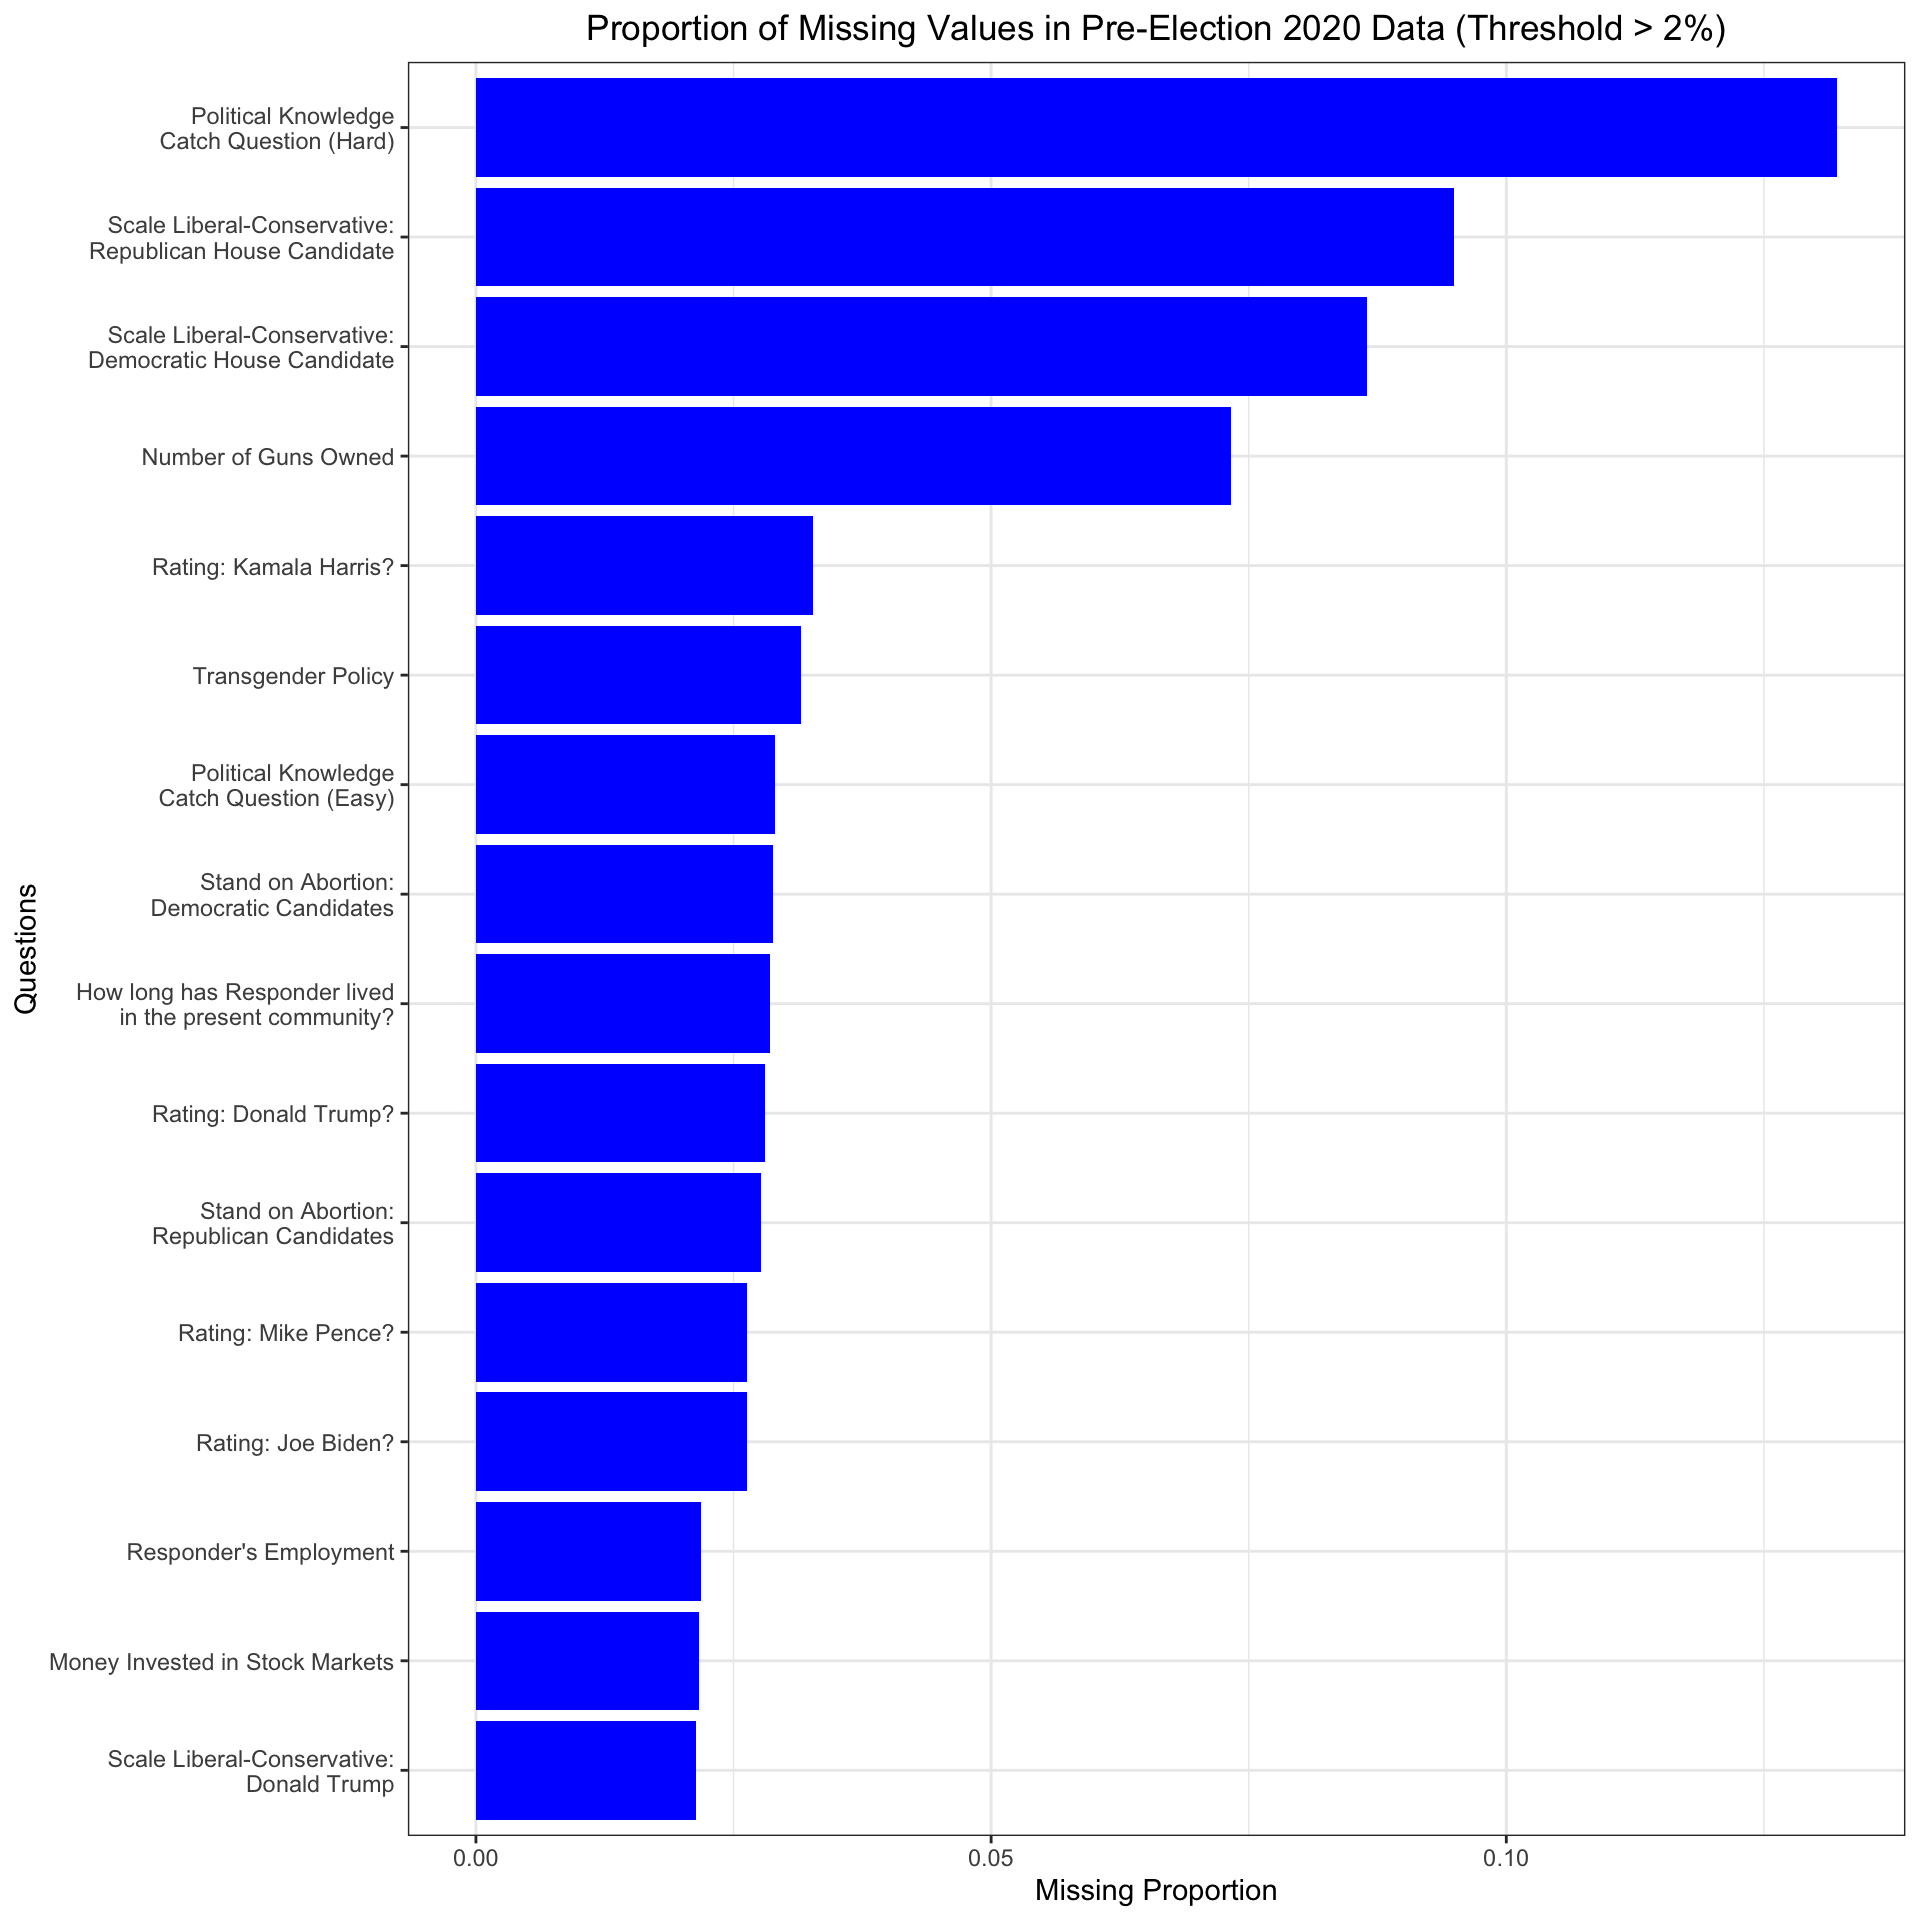 Proportion of Missing Values in Pre-Election 2020 Data (Threshold > 2%)
Political Knowledge
Catch Question (Hard)
Scale Liberal-Conservative:
Republican House Candidate
Scale Liberal-Conservative:
Democratic House Candidate
Number of Guns Owned
Rating: Kamala Harris?
Transgender Policy
Political Knowledge
Catch Question (Easy)
Stand on Abortion:
Democratic Candidates
How long has Responder lived
in the present community?
Rating: Donald Trump?
Stand on Abortion:
Republican Candidates
Rating: Mike Pence?
Rating: Joe Biden?
Responder's Employment
Money Invested in Stock Markets
Scale Liberal-Conservative:
Donald Trump
Questions
0.00 0.05 0.10
Missing Proportion